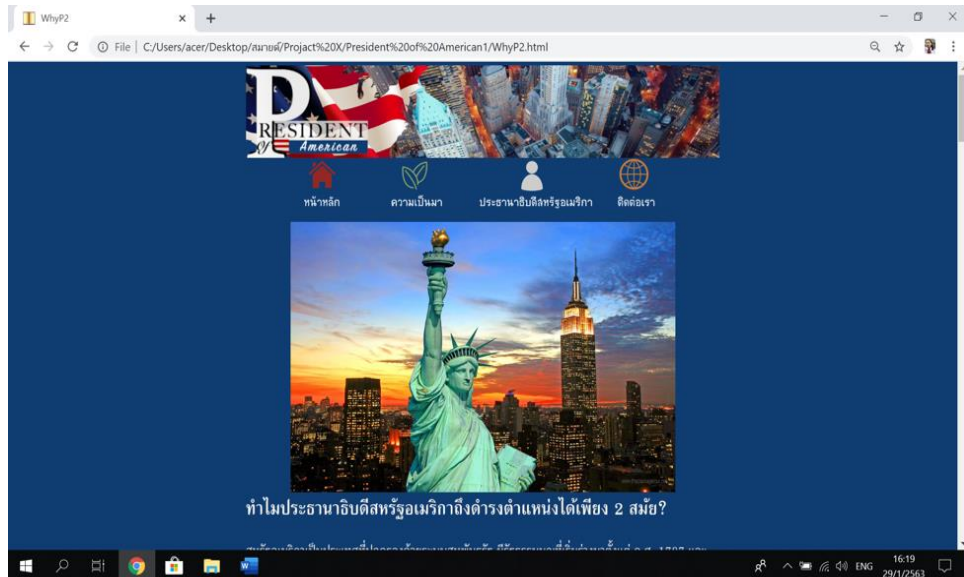 WhyP2
File | C:/Users/acer/Desktop/สมายด์/Projact%20X/President%20of%20American1/WhyP2.html
PRESIDENT
of American
หน้าหลัก ความเป็นมา ประธานาธิบดีสหรัฐอเมริกา ติดต่อเรา
ทำไมประธานาธิบดีสหรัฐอเมริกาถึงดำรงตำแหน่งได้เพียง 2 สมัย?
ENG
16:19
29/1/2563